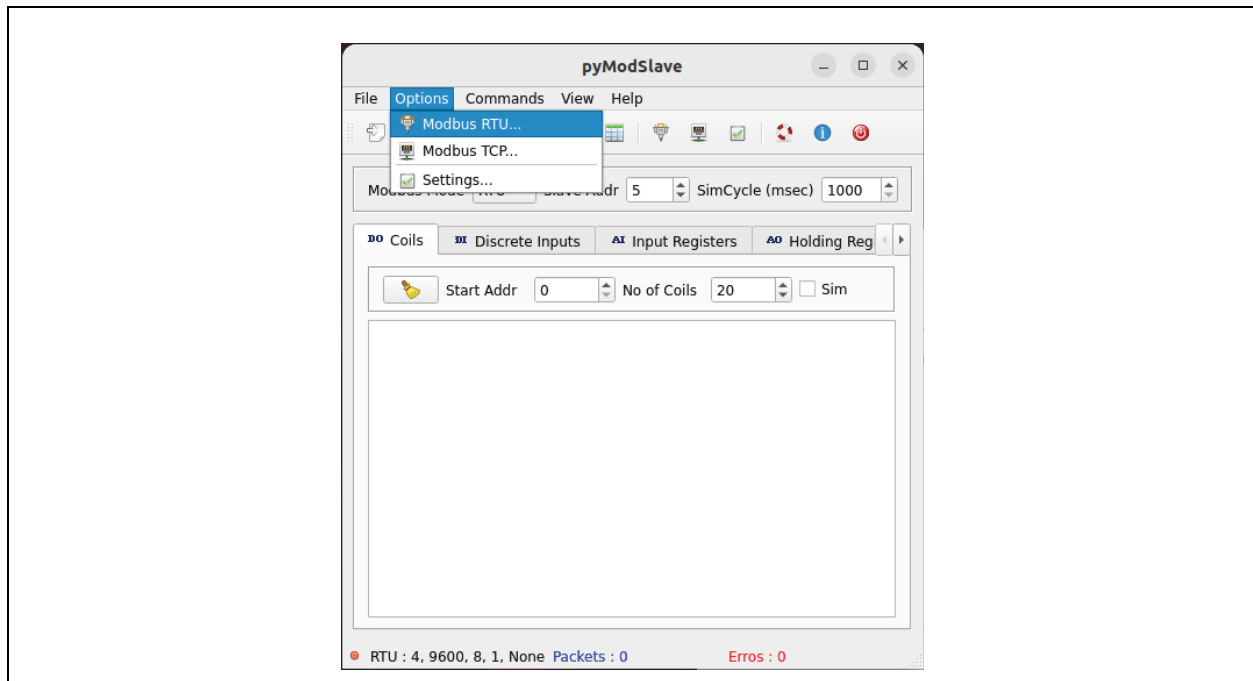 pyModSlave
File Options Commands View Help
Modbus RTU...
Modbus TCP...
Settings...
Slave Addr 5 SimCycle (msec) 1000
DO Coils DI Discrete Inputs AI Input Registers AO Holding Reg
Start Addr 0 No of Coils 20 Sim
RTU : 4, 9600, 8, 1, None Packets : 0 Erros : 0